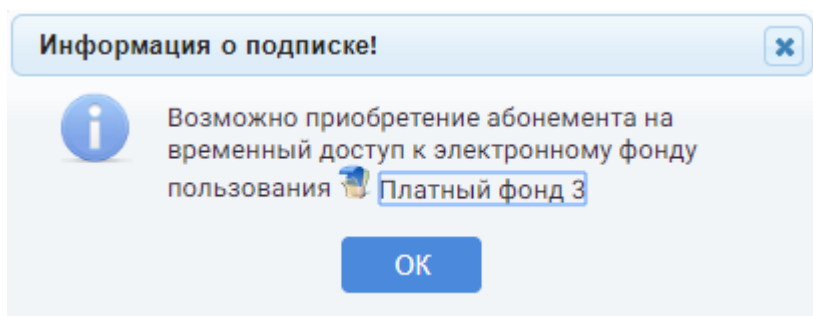 Информация о подписке!
Возможно приобретение абонемента на
временный доступ к электронному фонду
пользования Платный фонд 3
ОК